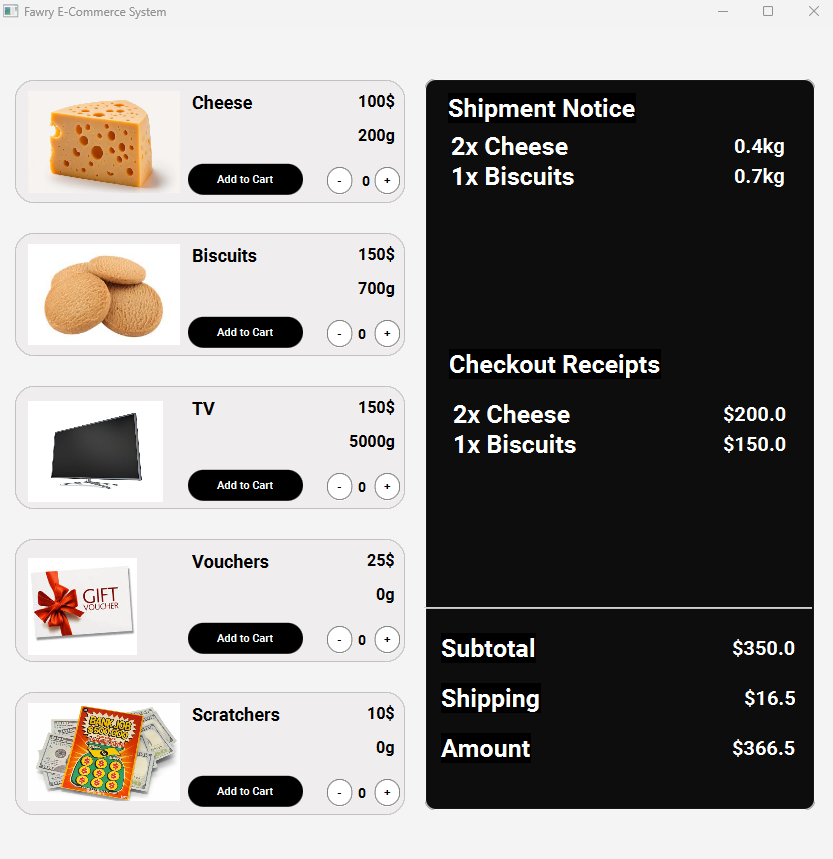 Fawry E-Commerce System
Cheese 100$
200g
Add to Cart - 0 +
Biscuits 150$
700g
Add to Cart - 0 +
TV 150$
5000g
Add to Cart - 0 +
GIFT
VOUCHER
Vouchers 25$
0g
Add to Cart - 0 +
BANK JOB
Scratchers 10$
0g
Add to Cart - 0 +
Shipment Notice
2x Cheese 0.4kg
1x Biscuits 0.7kg
Checkout Receipts
2x Cheese $200.0
1x Biscuits $150.0
Subtotal $350.0
Shipping $16.5
Amount $366.5